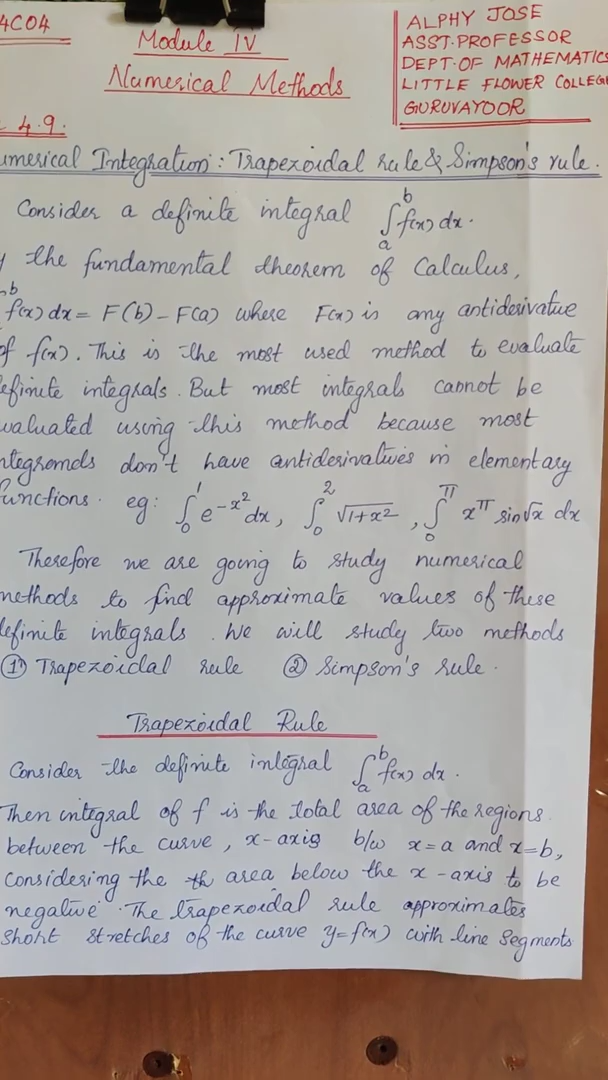 4C04
Module IV
Numerical Methods
ALPHY JOSE
ASST. PROFESSOR
DEPT. OF MATHEMATICS
LITTLE FLOWER COLLEGE
GURUVAYOOR
4.9.
umerical Integration: Trapezoidal rule & Simpson's rule.
Consider a definite integral ∫_a^b f(x) dx.
y the fundamental theorem of Calculus,
^b f(x) dx = F(b) - F(a) where F(x) is any antiderivative
of f(x). This is the most used method to evaluate
efinite integrals. But most integrals cannot be
valuated using this method because most
ntegrands don't have antiderivatives in elementary
functions. eg: ∫_0^1 e^{-x^2} dx, ∫_0^2 √(1+x^2), ∫_0^π x^π sin√x dx
Therefore we are going to study numerical
methods to find approximate values of these
definite integrals. We will study two methods
① Trapezoidal rule ② Simpson's rule.
Trapezoidal Rule
Consider the definite integral ∫_a^b f(x) dx.
Then integral of f is the total area of the regions
between the curve, x-axis b/w x=a and x=b,
considering the area below the x-axis to be
negative. The trapezoidal rule approximates
short stretches of the curve y=f(x) with line segments